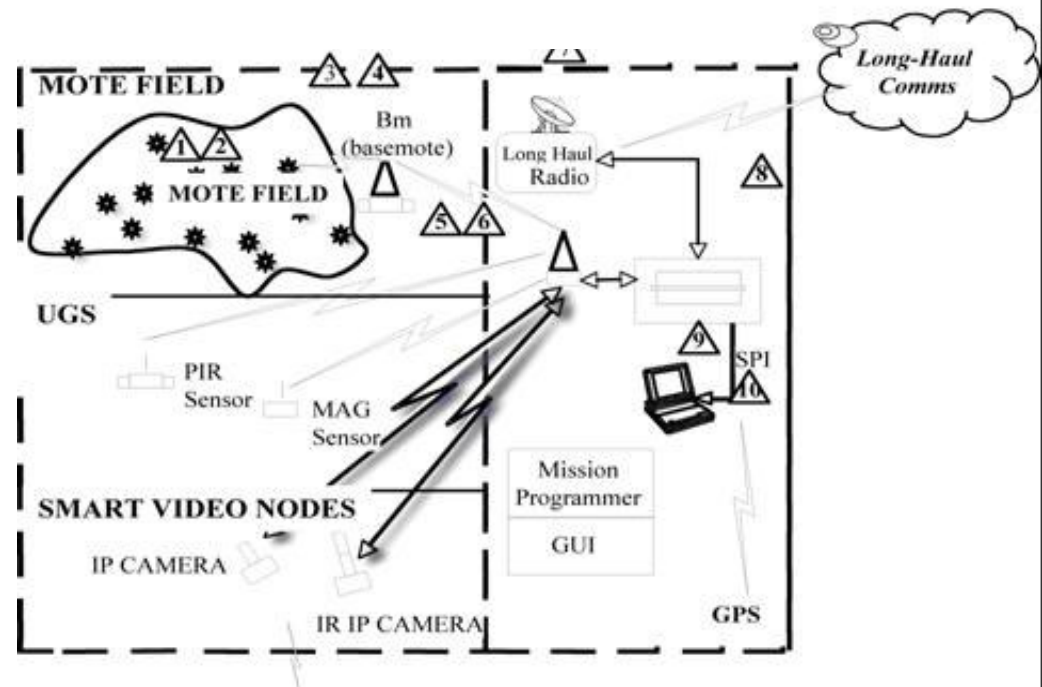 Long-Haul
Comms
7
3
4
MOTE FIELD
Bm
(basemote)
1
2
MOTE FIELD
Long Haul
Radio
8
5
6
UGS
PIR
Sensor
MAG
Sensor
9
SPI
10
SMART VIDEO NODES
IP CAMERA
IR IP CAMERA
Mission
Programmer
GUI
GPS